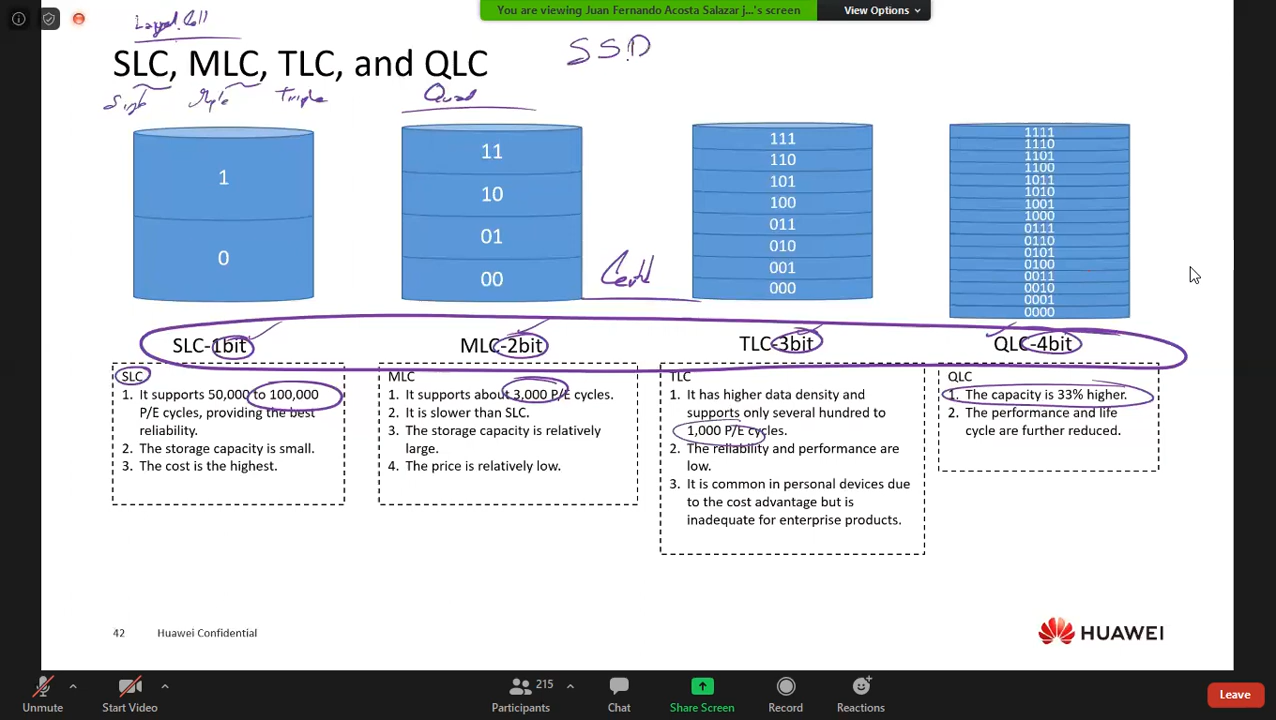 You are viewing Juan Fernando Acosta Salazar j...'s screen
View Options
SLC, MLC, TLC, and QLC
SSD
Triple
Quad
1
0
11
10
01
00
111
110
101
100
011
010
001
000
1111
1110
1101
1100
1011
1010
1001
1000
0111
0110
0101
0100
0011
0010
0001
0000
SLC-1bit
MLC-2bit
TLC-3bit
QLC-4bit
SLC
1. It supports 50,000 to 100,000
P/E cycles, providing the best
reliability.
2. The storage capacity is small.
3. The cost is the highest.
MLC
1. It supports about 3,000 P/E cycles.
2. It is slower than SLC.
3. The storage capacity is relatively
large.
4. The price is relatively low.
TLC
1. It has higher data density and
supports only several hundred to
1,000 P/E cycles.
2. The reliability and performance are
low.
3. It is common in personal devices due
to the cost advantage but is
inadequate for enterprise products.
QLC
1. The capacity is 33% higher.
2. The performance and life
cycle are further reduced.
42 Huawei Confidential
HUAWEI
Unmute
Start Video
215
Participants
Chat
Share Screen
Record
Reactions
Leave